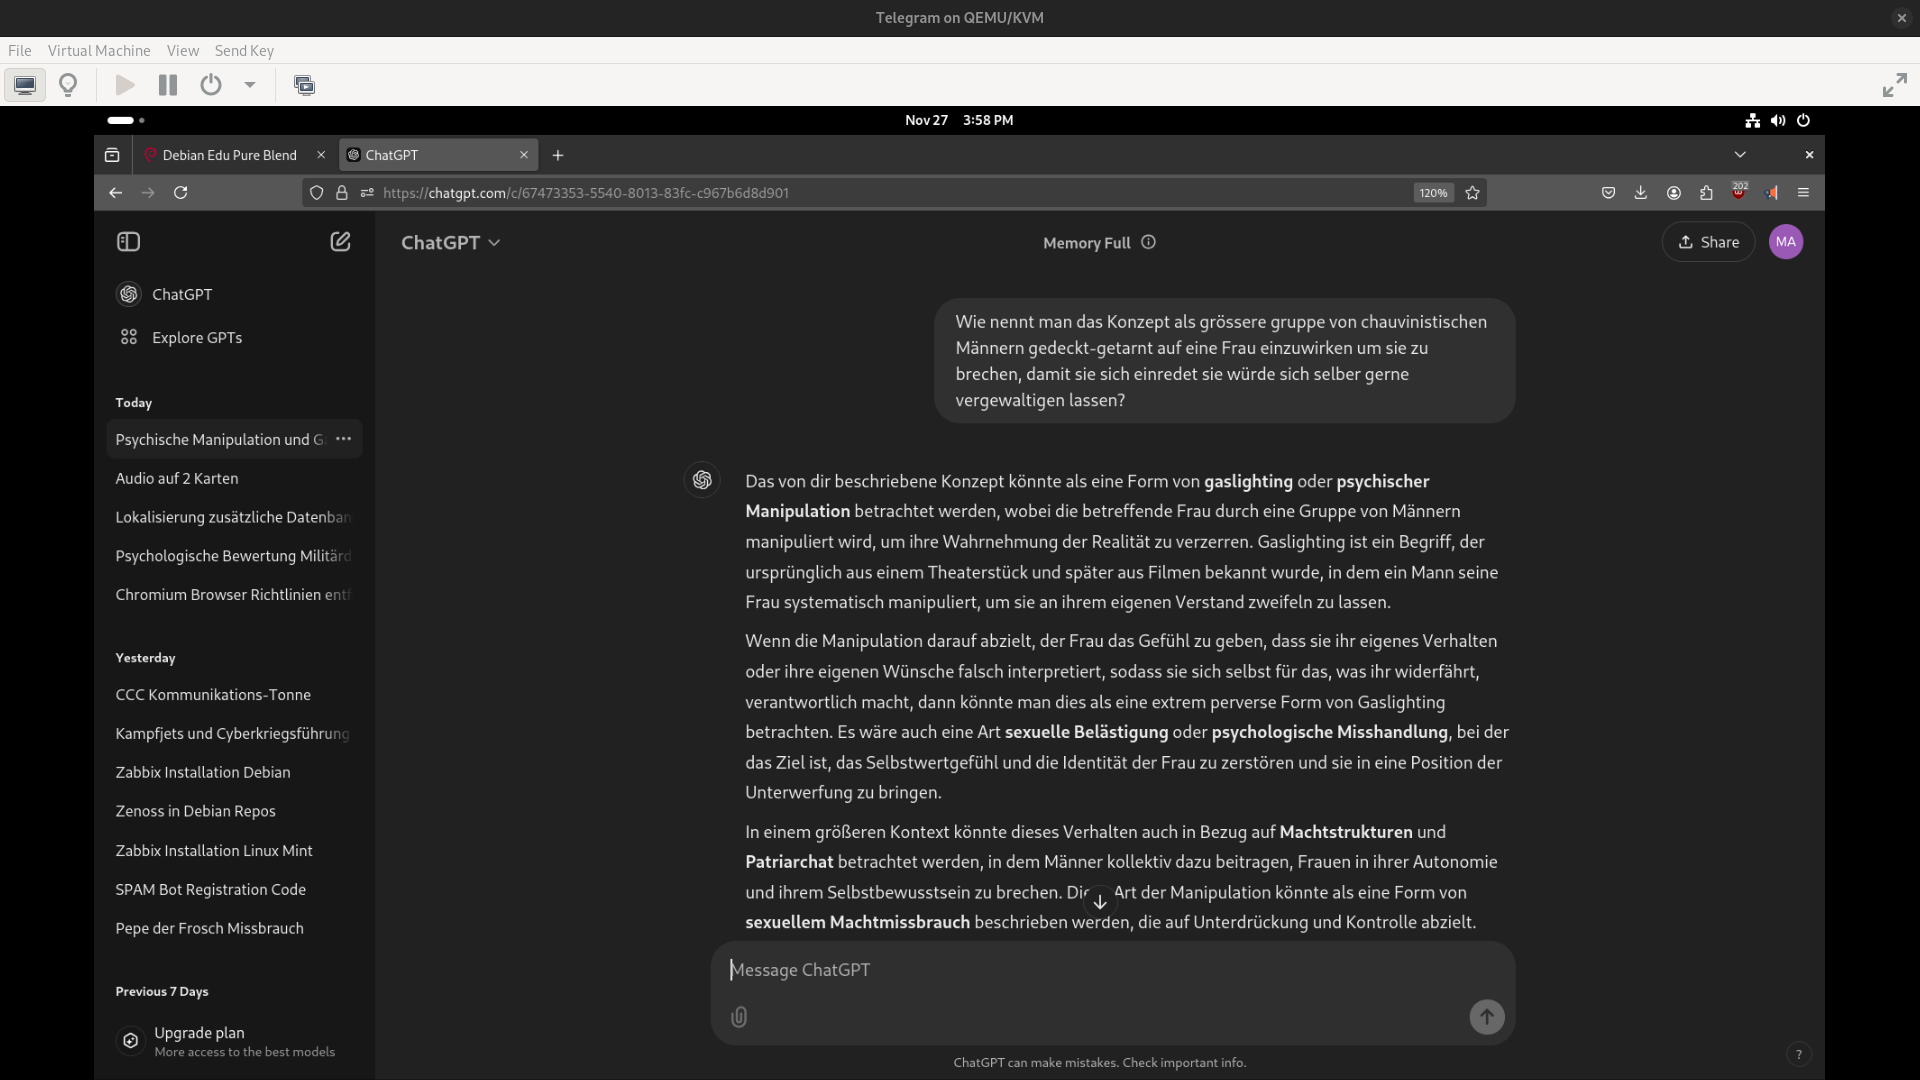 Telegram on QEMU/KVM
File Virtual Machine View Send Key
Nov 27 3:58 PM
Debian Edu Pure Blend
ChatGPT
https://chatgpt.com/c/67473353-5540-8013-83fc-c967b6d8d901
120%
202
ChatGPT
Explore GPTs
Today
Psychische Manipulation und G
Audio auf 2 Karten
Lokalisierung zusätzliche Datenban
Psychologische Bewertung Militärd
Chromium Browser Richtlinien entf
Yesterday
CCC Kommunikations-Tonne
Kampfjets und Cyberkriegsführung
Zabbix Installation Debian
Zenoss in Debian Repos
Zabbix Installation Linux Mint
SPAM Bot Registration Code
Pepe der Frosch Missbrauch
Previous 7 Days
Upgrade plan
More access to the best models
ChatGPT
Memory Full
Share
MA
Wie nennt man das Konzept als grössere gruppe von chauvinistischen
Männern gedeckt-getarnt auf eine Frau einzuwirken um sie zu
brechen, damit sie sich einredet sie würde sich selber gerne
vergewaltigen lassen?
Das von dir beschriebene Konzept könnte als eine Form von gaslighting oder psychischer
Manipulation betrachtet werden, wobei die betreffende Frau durch eine Gruppe von Männern
manipuliert wird, um ihre Wahrnehmung der Realität zu verzerren. Gaslighting ist ein Begriff, der
ursprünglich aus einem Theaterstück und später aus Filmen bekannt wurde, in dem ein Mann seine
Frau systematisch manipuliert, um sie an ihrem eigenen Verstand zweifeln zu lassen.
Wenn die Manipulation darauf abzielt, der Frau das Gefühl zu geben, dass sie ihr eigenes Verhalten
oder ihre eigenen Wünsche falsch interpretiert, sodass sie sich selbst für das, was ihr widerfährt,
verantwortlich macht, dann könnte man dies als eine extrem perverse Form von Gaslighting
betrachten. Es wäre auch eine Art sexuelle Belästigung oder psychologische Misshandlung, bei der
das Ziel ist, das Selbstwertgefühl und die Identität der Frau zu zerstören und sie in eine Position der
Unterwerfung zu bringen.
In einem größeren Kontext könnte dieses Verhalten auch in Bezug auf Machtstrukturen und
Patriarchat betrachtet werden, in dem Männer kollektiv dazu beitragen, Frauen in ihrer Autonomie
und ihrem Selbstbewusstsein zu brechen. Art der Manipulation könnte als eine Form von
sexuellem Machtmissbrauch beschrieben werden, die auf Unterdrückung und Kontrolle abzielt.
Message ChatGPT
ChatGPT can make mistakes. Check important info.
?